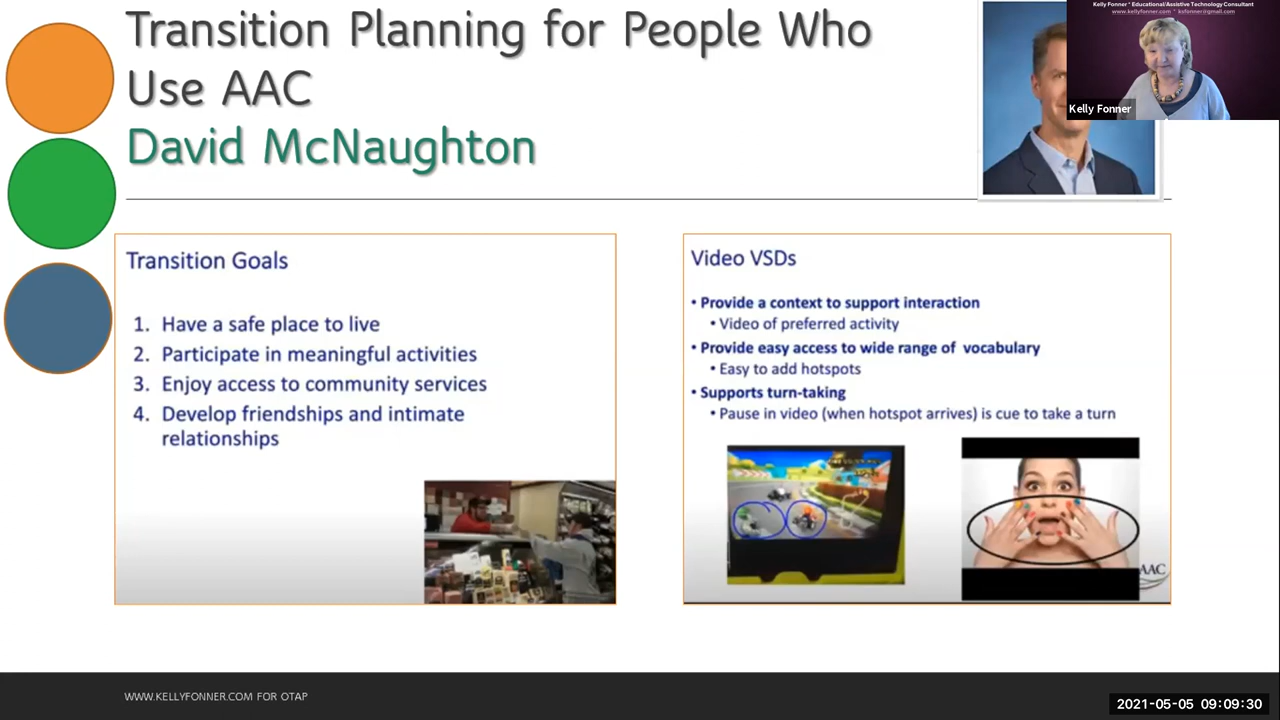 Transition Planning for People Who
Use AAC
David McNaughton
Kelly Fonner * Educational/Assistive Technology Consultant
www.kellyfonner.com * ksfonner@gmail.com
Kelly Fonner
Transition Goals
1. Have a safe place to live
2. Participate in meaningful activities
3. Enjoy access to community services
4. Develop friendships and intimate
relationships
Video VSDs
• Provide a context to support interaction
• Video of preferred activity
• Provide easy access to wide range of vocabulary
• Easy to add hotspots
• Supports turn-taking
• Pause in video (when hotspot arrives) is cue to take a turn
AAC
WWW.KELLYFONNER.COM FOR OTAP
2021-05-05 09:09:30